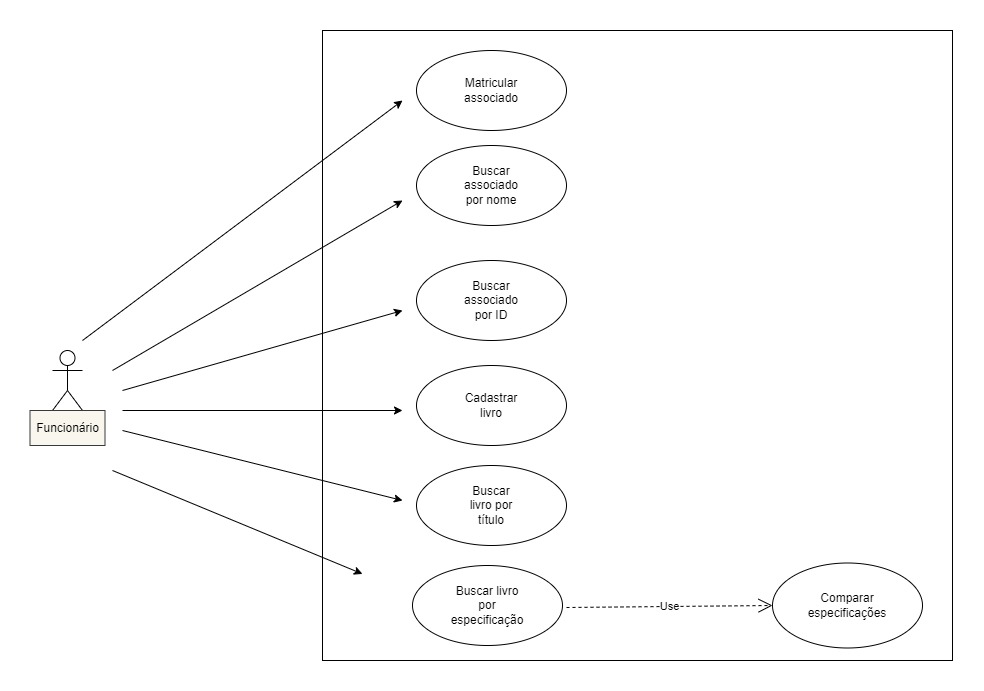 Matricular
associado
Buscar
associado
por nome
Buscar
associado
por ID
Cadastrar
livro
Funcionário
Buscar
livro por
título
Buscar livro
por
especificação
Use
Comparar
especificações